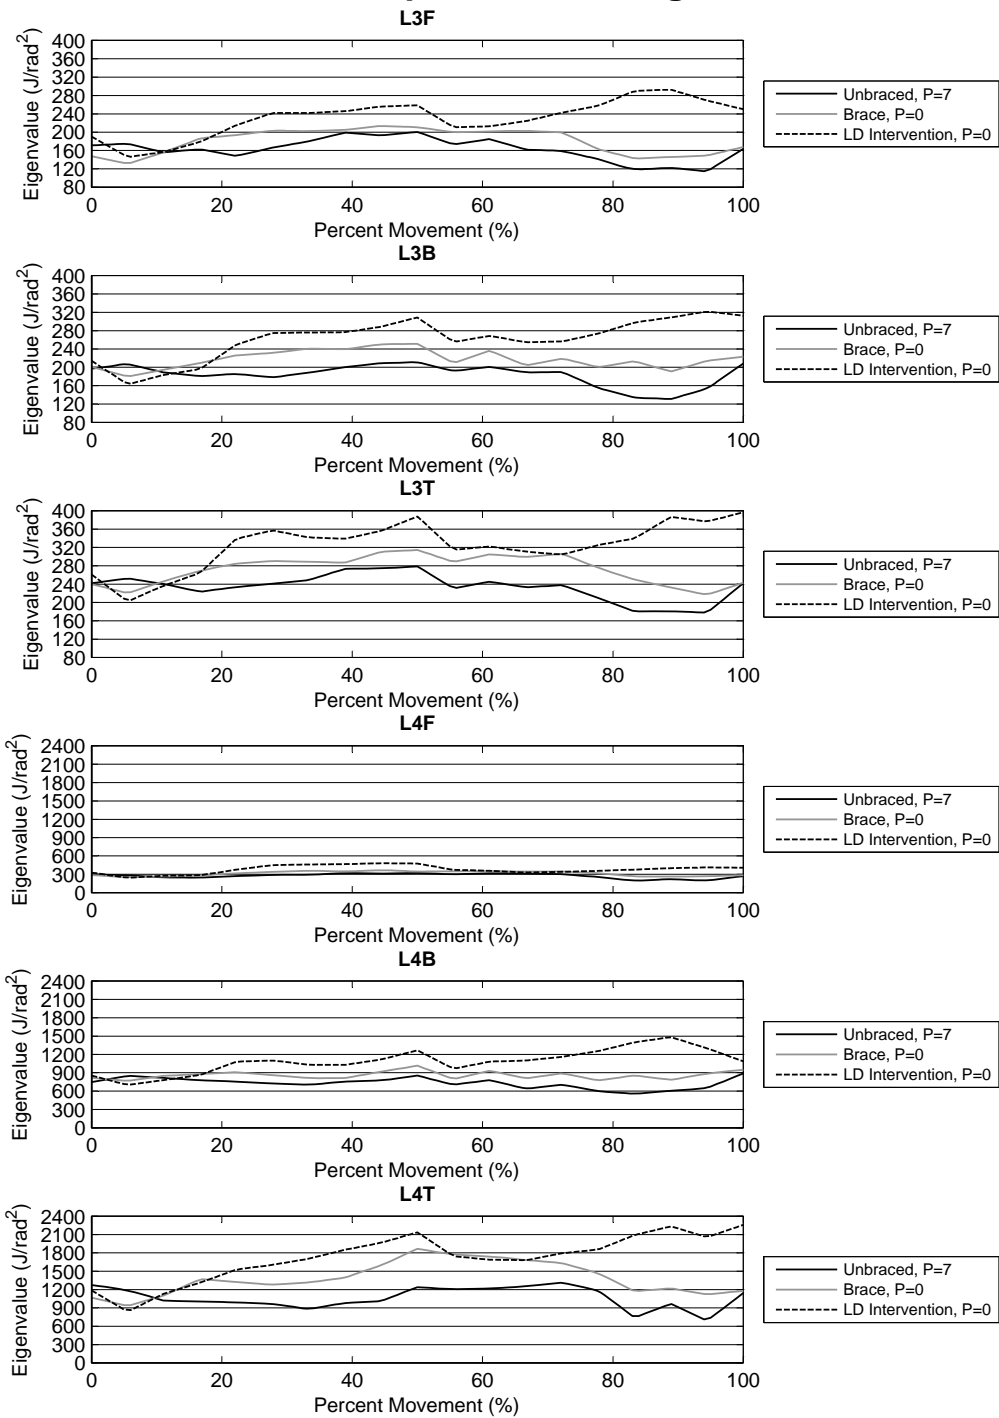 L3F
Eigenvalue (J/rad²)
400
360
320
280
240
200
160
120
80
0 20 40 60 80 100
Percent Movement (%)
Unbraced, P=7
Brace, P=0
LD Intervention, P=0
L3B
Eigenvalue (J/rad²)
400
360
320
280
240
200
160
120
80
0 20 40 60 80 100
Percent Movement (%)
Unbraced, P=7
Brace, P=0
LD Intervention, P=0
L3T
Eigenvalue (J/rad²)
400
360
320
280
240
200
160
120
80
0 20 40 60 80 100
Percent Movement (%)
Unbraced, P=7
Brace, P=0
LD Intervention, P=0
L4F
Eigenvalue (J/rad²)
2400
2100
1800
1500
1200
900
600
300
0
0 20 40 60 80 100
Percent Movement (%)
Unbraced, P=7
Brace, P=0
LD Intervention, P=0
L4B
Eigenvalue (J/rad²)
2400
2100
1800
1500
1200
900
600
300
0
0 20 40 60 80 100
Percent Movement (%)
Unbraced, P=7
Brace, P=0
LD Intervention, P=0
L4T
Eigenvalue (J/rad²)
2400
2100
1800
1500
1200
900
600
300
0
0 20 40 60 80 100
Percent Movement (%)
Unbraced, P=7
Brace, P=0
LD Intervention, P=0